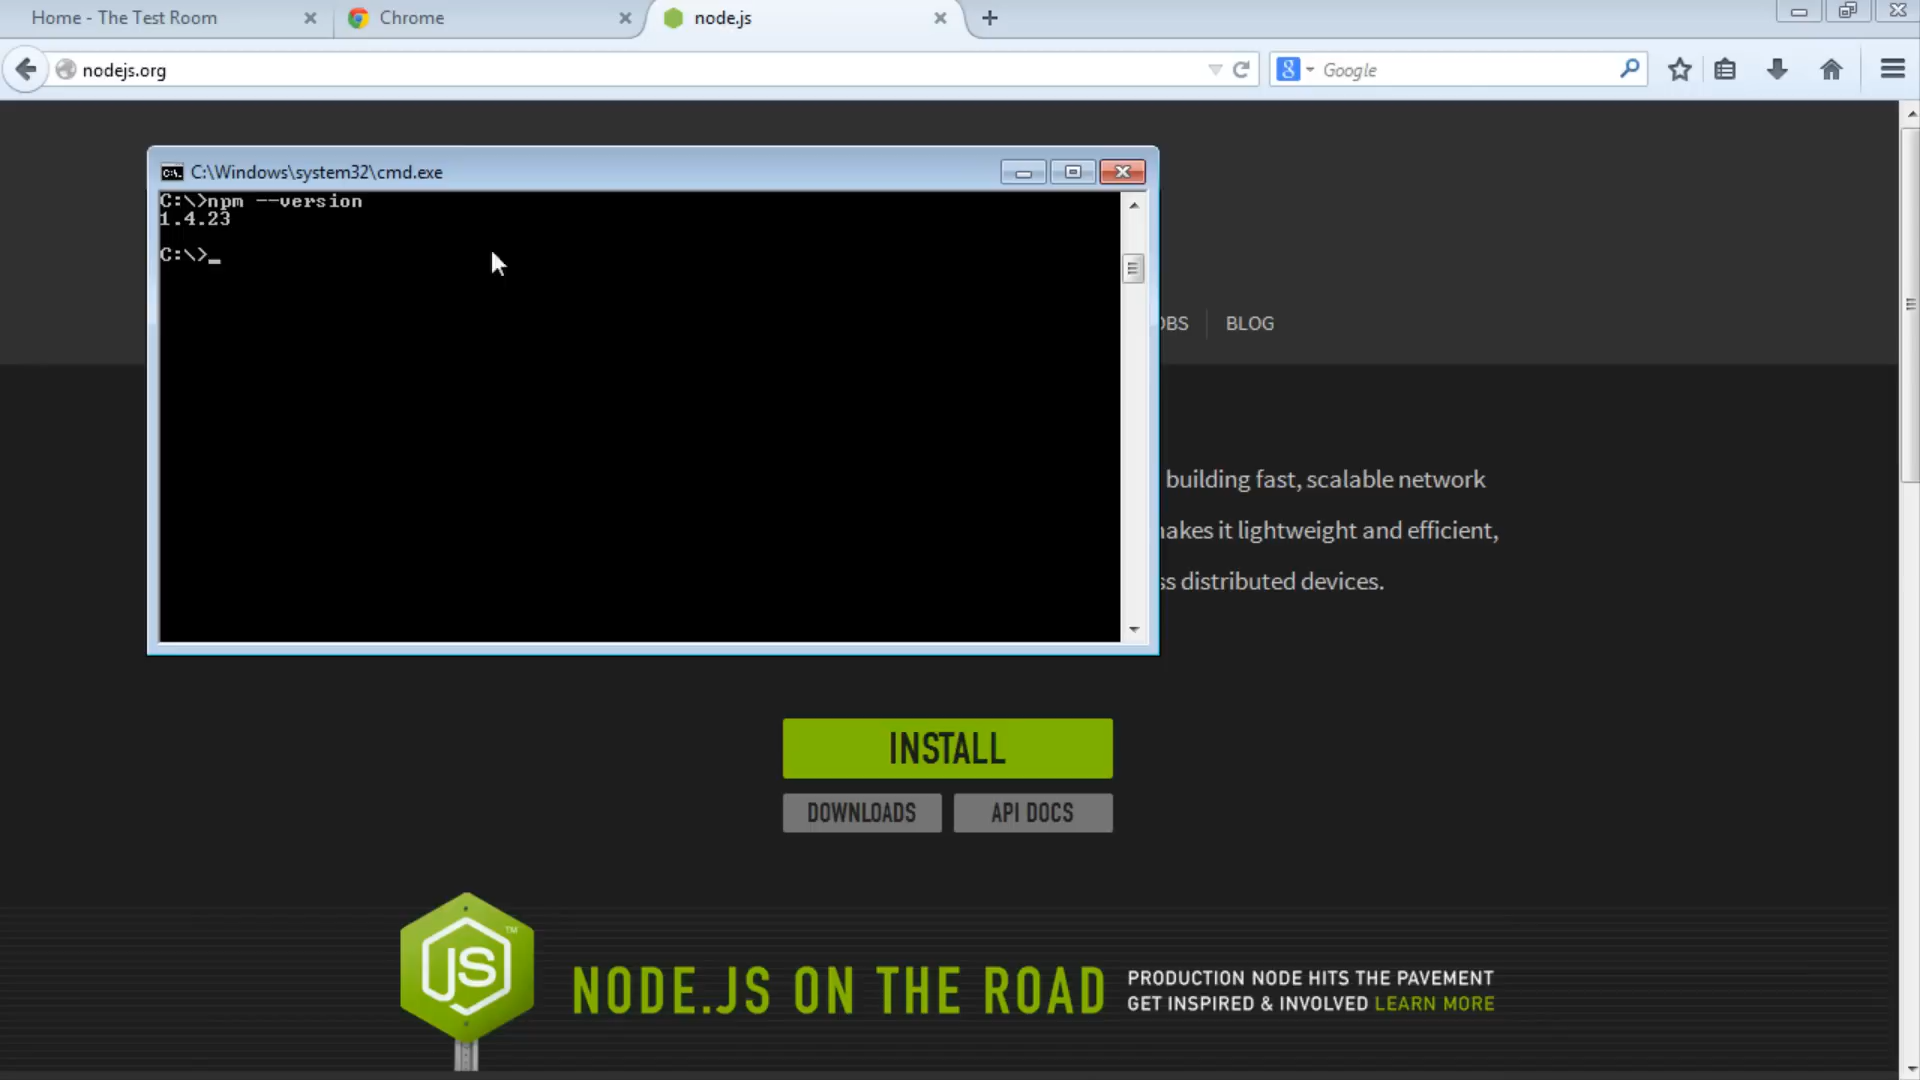 Home - The Test Room
Chrome
node.js
nodejs.org
Google
C:\Windows\system32\cmd.exe
C:\>npm --version
1.4.23
C:\>_
BLOG
building fast, scalable network
it lightweight and efficient,
distributed devices.
INSTALL
DOWNLOADS
API DOCS
JS
TM
NODE.JS ON THE ROAD
PRODUCTION NODE HITS THE PAVEMENT
GET INSPIRED & INVOLVED LEARN MORE